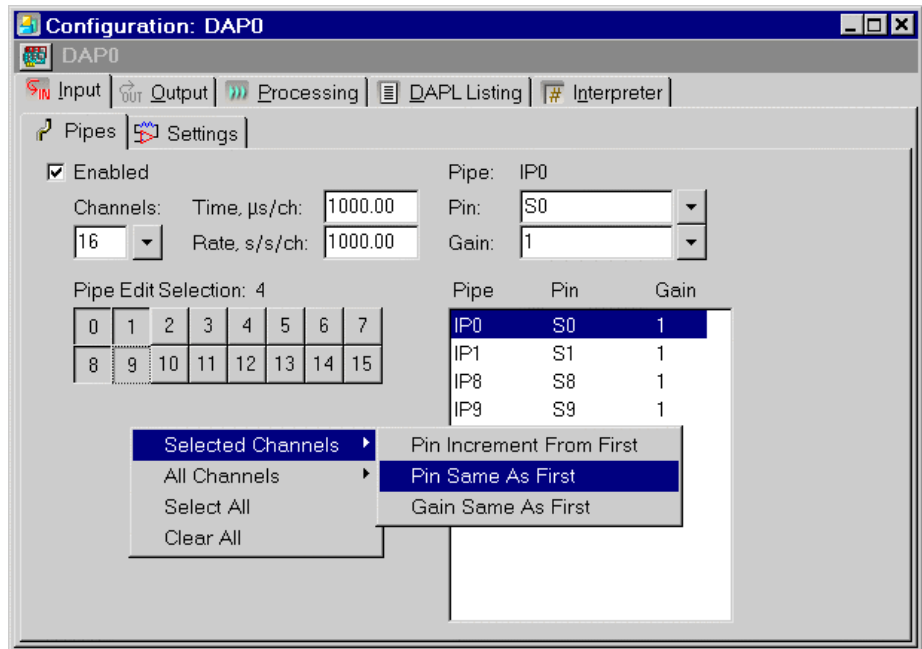 Configuration: DAP0
DAP0
IN Input OUT Output Processing DAPL Listing # Interpreter
Pipes Settings
Enabled
Channels: Time, µs/ch: 1000.00
16 Rate, s/s/ch: 1000.00
Pipe: IP0
Pin: S0
Gain: 1
Pipe Edit Selection: 4
0 1 2 3 4 5 6 7
8 9 10 11 12 13 14 15
Pipe Pin Gain
IP0 S0 1
IP1 S1 1
IP8 S8 1
IP9 S9 1
Selected Channels
All Channels
Select All
Clear All
Pin Increment From First
Pin Same As First
Gain Same As First